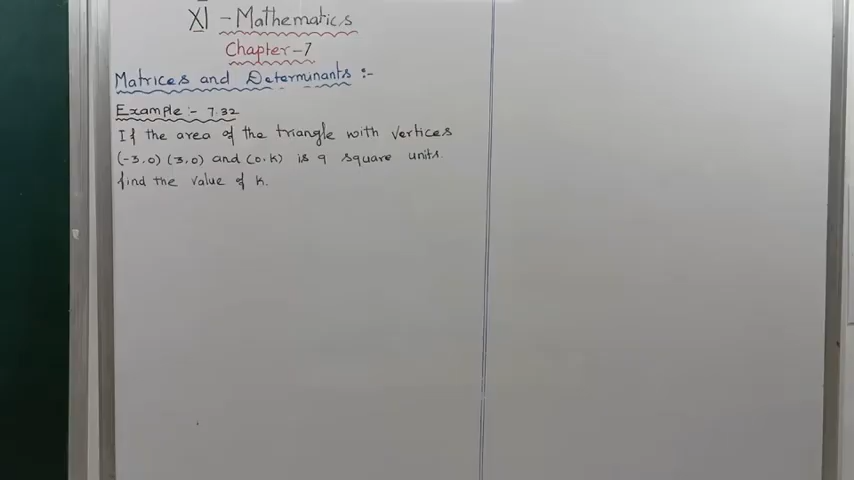 XI - Mathematics
Chapter-7
Matrices and Determinants :-
Example :- 7.32
If the area of the triangle with vertices
(-3,0) (3,0) and (0,k) is 9 square units.
find the value of k.